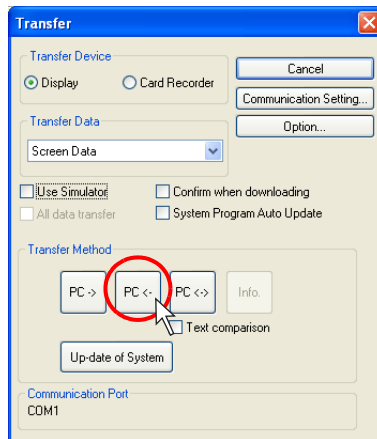 Transfer
Transfer Device
Display
Card Recorder
Cancel
Communication Setting...
Transfer Data
Option...
Screen Data
Use Simulator
Confirm when downloading
All data transfer
System Program Auto Update
Transfer Method
PC ->
PC <-
PC <->
Info.
Text comparison
Up-date of System
Communication Port
COM1